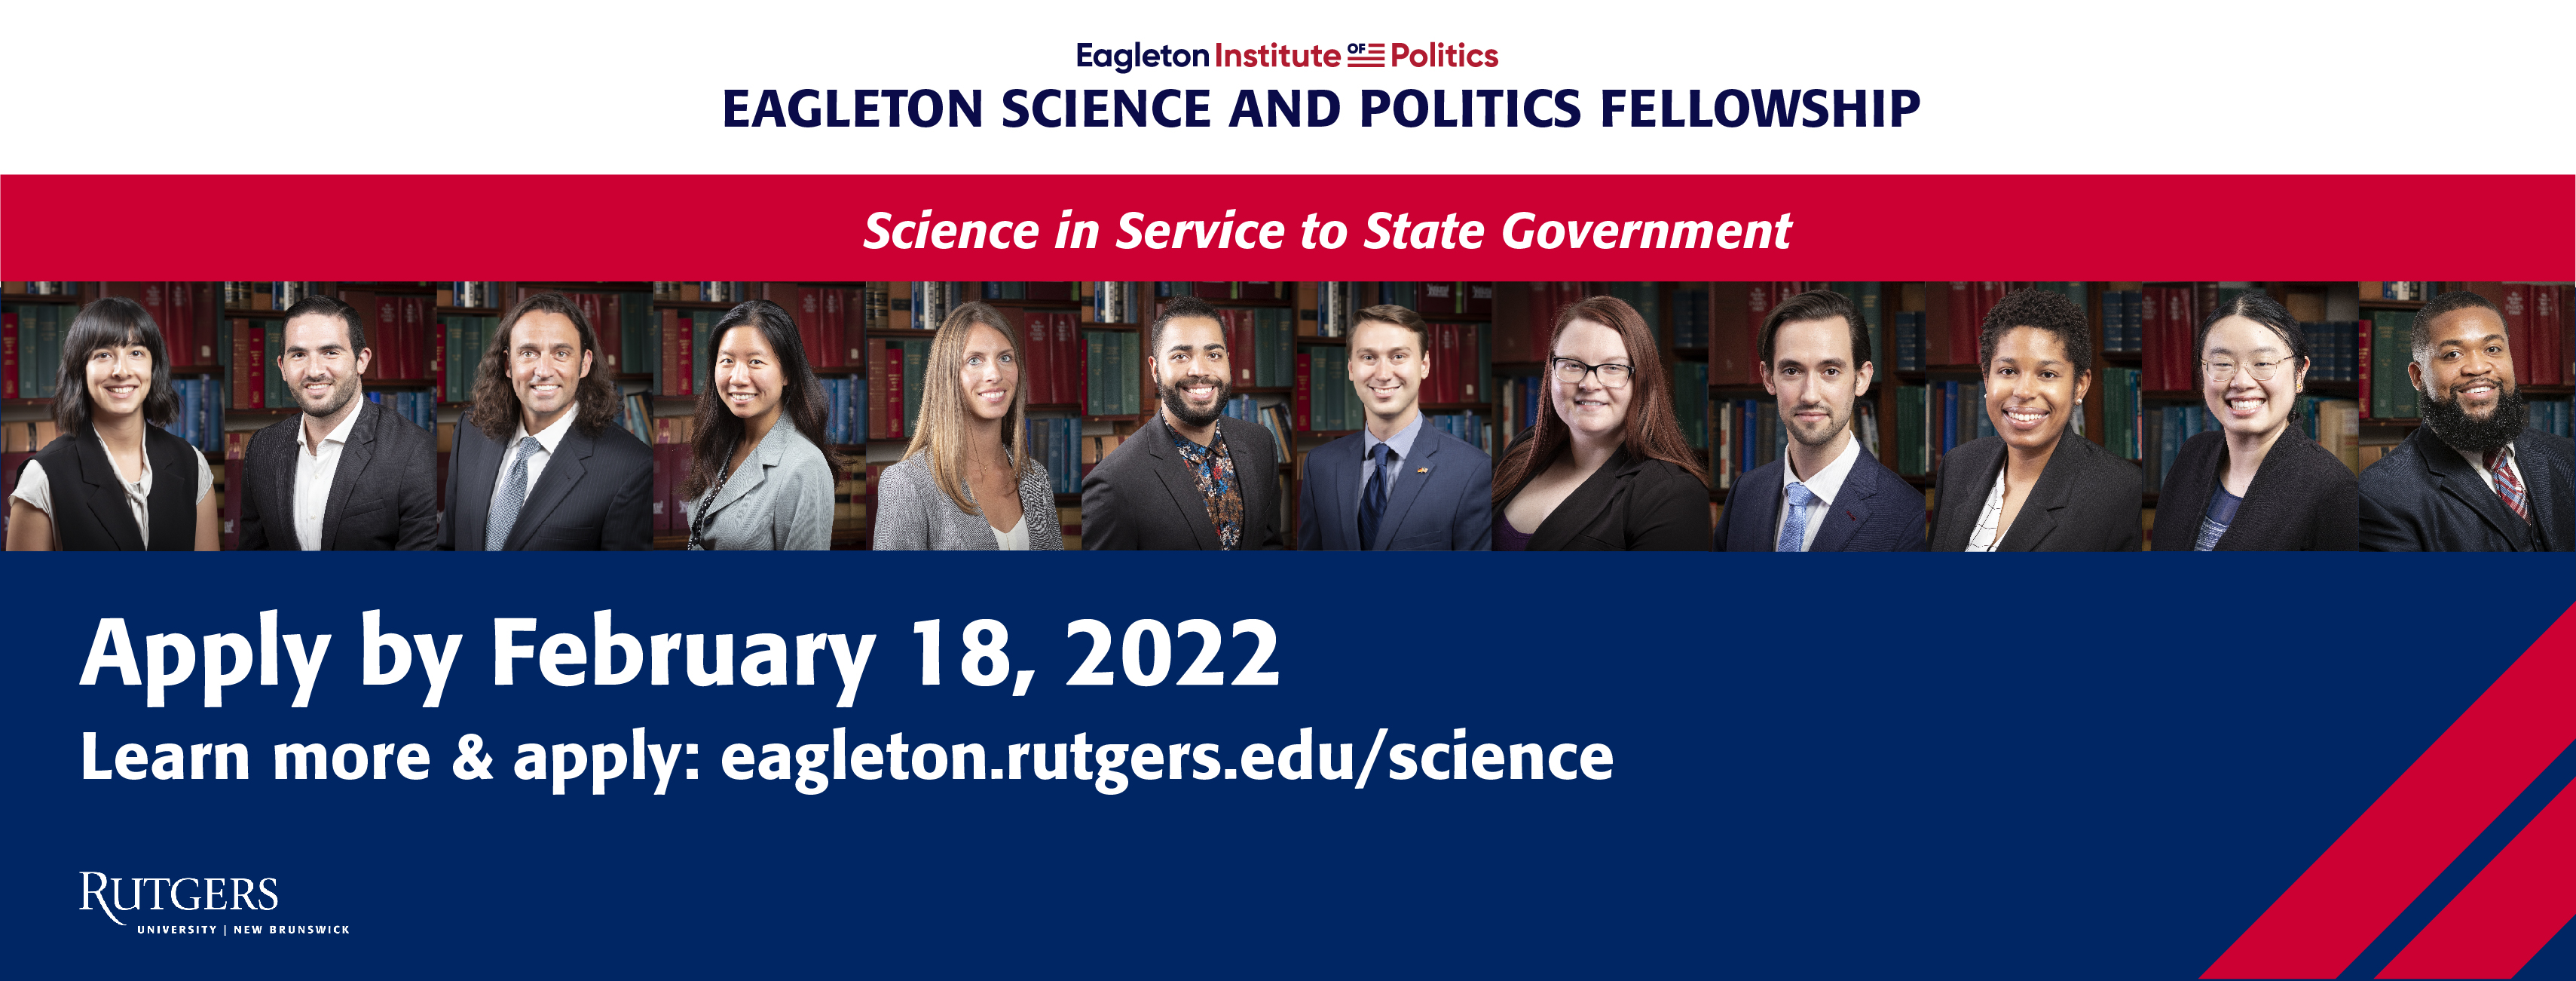 Eagleton Institute OF Politics
EAGLETON SCIENCE AND POLITICS FELLOWSHIP
Science in Service to State Government
Apply by February 18, 2022
Learn more & apply: eagleton.rutgers.edu/science
RUTGERS
UNIVERSITY | NEW BRUNSWICK